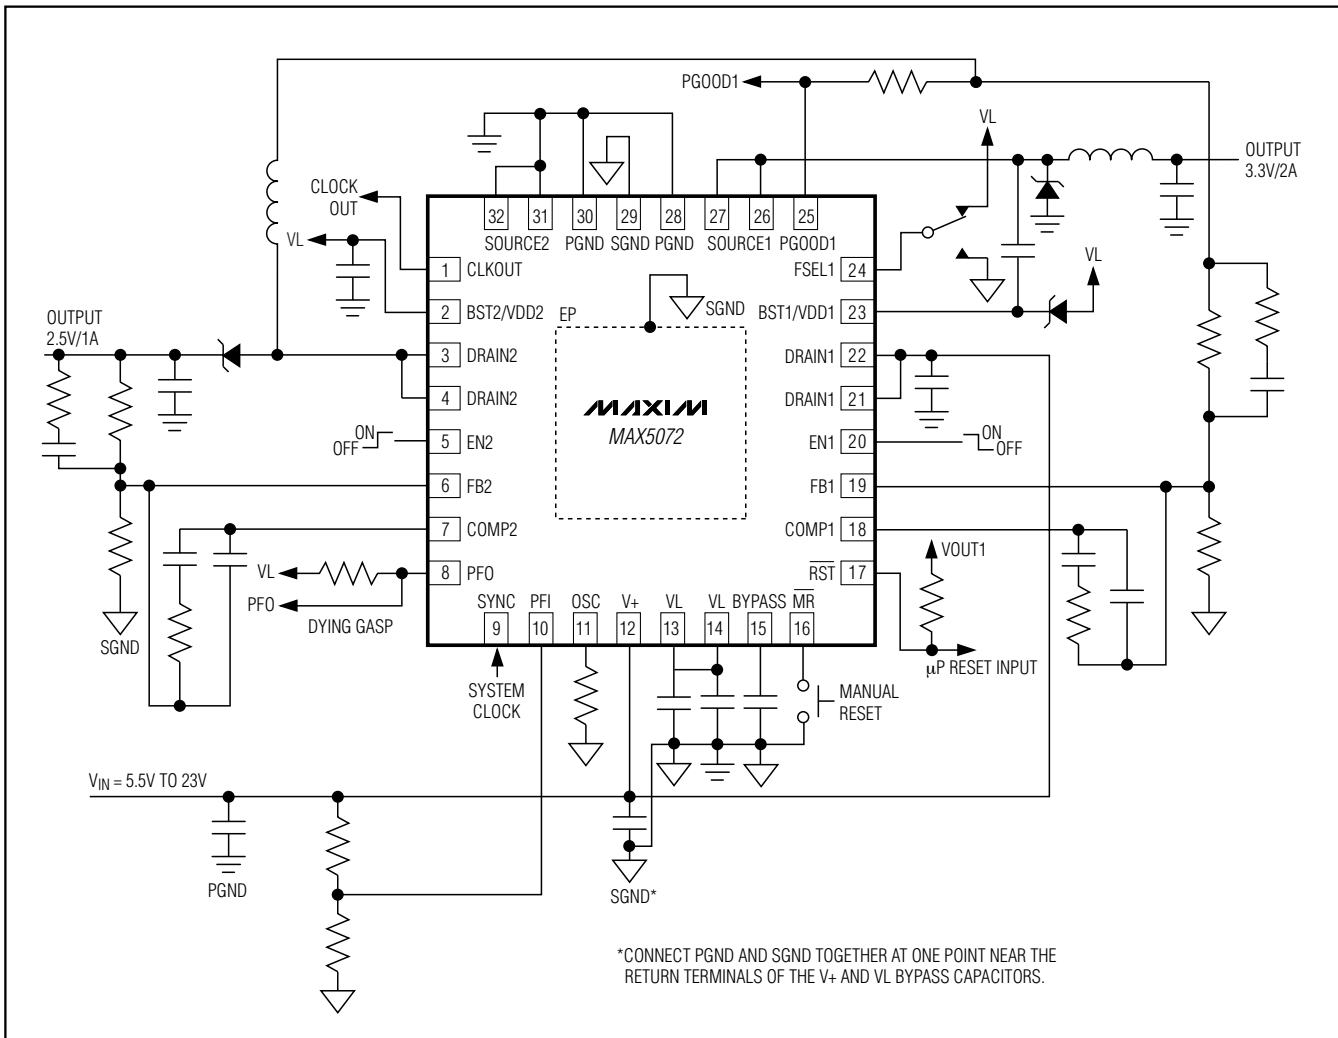 PGOOD1
VL
OUTPUT
3.3V/2A
CLOCK
OUT
VL
32
31
30
29
28
27
26
25
SOURCE2
PGND
SGND
PGND
SOURCE1
PGOOD1
1 CLKOUT
FSEL1 24
VL
2 BST2/VDD2
EP
SGND
BST1/VDD1 23
OUTPUT
2.5V/1A
3 DRAIN2
DRAIN1 22
4 DRAIN2
DRAIN1 21
MAXIM
MAX5072
ON
OFF
5 EN2
EN1 20
ON
OFF
6 FB2
FB1 19
7 COMP2
COMP1 18
VOUT1
VL
8 PFO
RST 17
PFO
DYING GASP
SYNC
PFI
OSC
V+
VL
VL
BYPASS
MR
9
10
11
12
13
14
15
16
SGND
SYSTEM
CLOCK
MANUAL
RESET
µP RESET INPUT
VIN = 5.5V TO 23V
PGND
SGND*
*CONNECT PGND AND SGND TOGETHER AT ONE POINT NEAR THE
RETURN TERMINALS OF THE V+ AND VL BYPASS CAPACITORS.